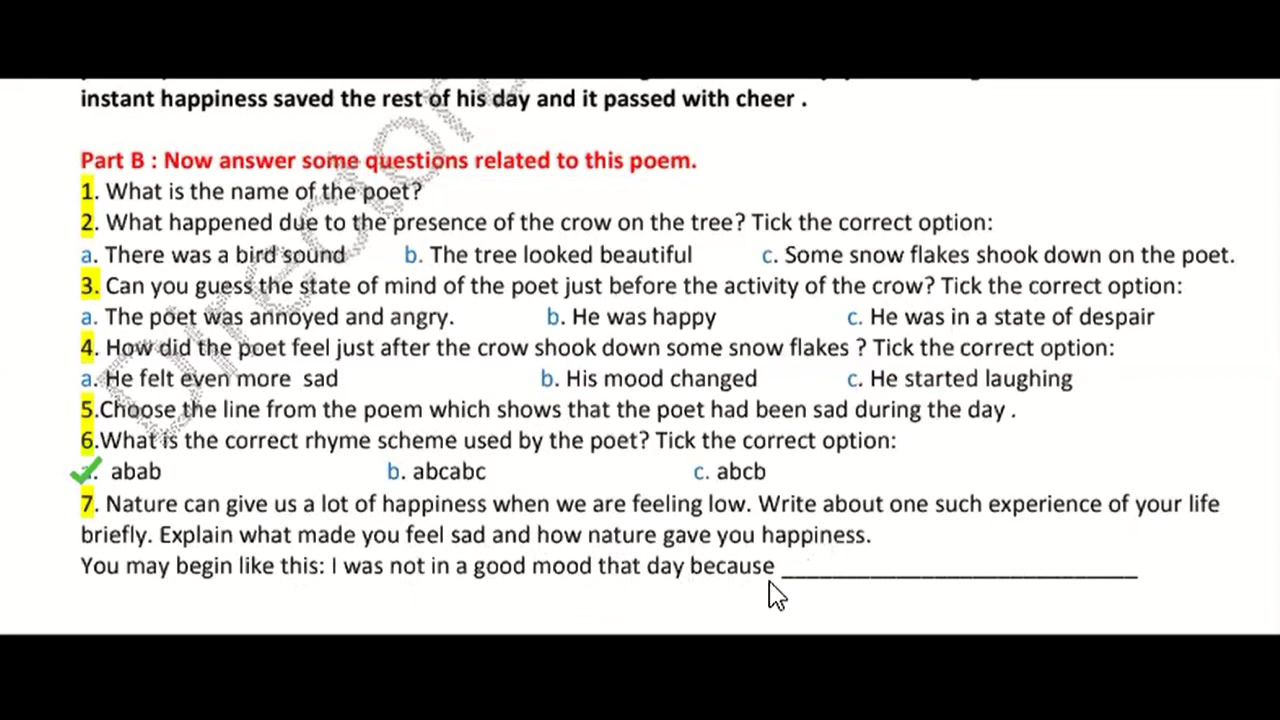 instant happiness saved the rest of his day and it passed with cheer .
Part B : Now answer some questions related to this poem.
1. What is the name of the poet?
2. What happened due to the presence of the crow on the tree? Tick the correct option:
a. There was a bird sound b. The tree looked beautiful c. Some snow flakes shook down on the poet.
3. Can you guess the state of mind of the poet just before the activity of the crow? Tick the correct option:
a. The poet was annoyed and angry. b. He was happy c. He was in a state of despair
4. How did the poet feel just after the crow shook down some snow flakes ? Tick the correct option:
a. He felt even more sad b. His mood changed c. He started laughing
5.Choose the line from the poem which shows that the poet had been sad during the day .
6.What is the correct rhyme scheme used by the poet? Tick the correct option:
abab b. abcabc c. abcb
7. Nature can give us a lot of happiness when we are feeling low. Write about one such experience of your life
briefly. Explain what made you feel sad and how nature gave you happiness.
You may begin like this: I was not in a good mood that day because ____________________________